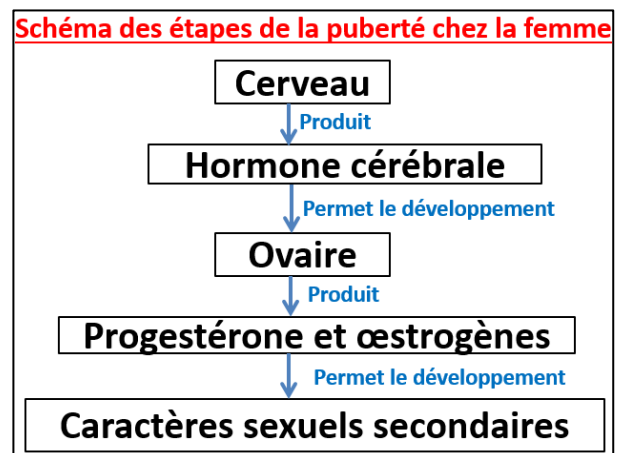 Schéma des étapes de la puberté chez la femme
Cerveau
Produit
Hormone cérébrale
Permet le développement
Ovaire
Produit
Progestérone et œstrogènes
Permet le développement
Caractères sexuels secondaires